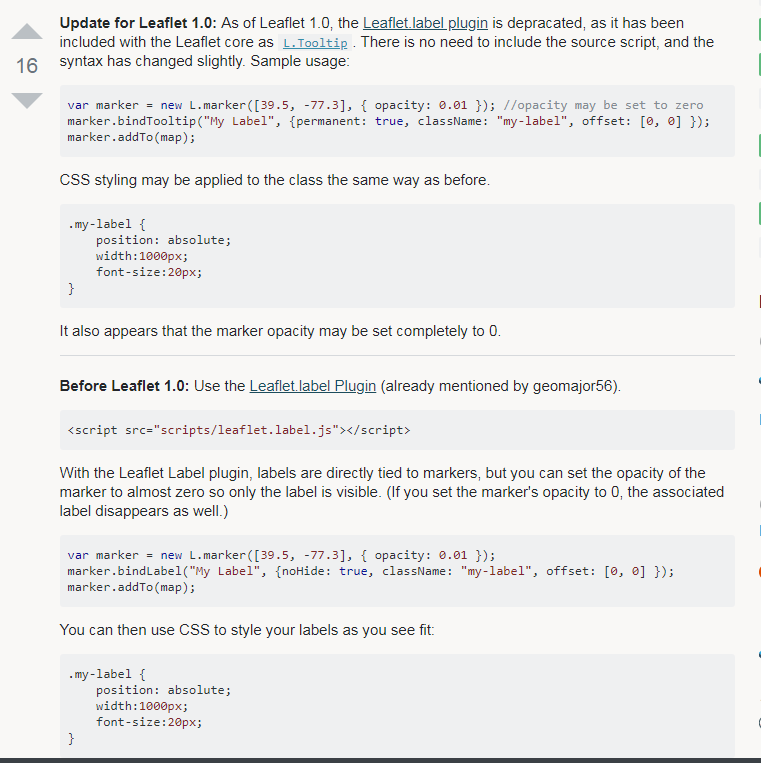 Update for Leaflet 1.0: As of Leaflet 1.0, the Leaflet.label plugin is depracated, as it has been
included with the Leaflet core as L.Tooltip . There is no need to include the source script, and the
16
syntax has changed slightly. Sample usage:
var marker = new L.marker([39.5, -77.3], { opacity: 0.01 }); //opacity may be set to zero
marker.bindTooltip("My Label", {permanent: true, className: "my-label", offset: [0, 0] });
marker.addTo(map);
CSS styling may be applied to the class the same way as before.
.my-label {
    position: absolute;
    width:1000px;
    font-size:20px;
}
It also appears that the marker opacity may be set completely to 0.
Before Leaflet 1.0: Use the Leaflet.label Plugin (already mentioned by geomajor56).
<script src="scripts/leaflet.label.js"></script>
With the Leaflet Label plugin, labels are directly tied to markers, but you can set the opacity of the
marker to almost zero so only the label is visible. (If you set the marker's opacity to 0, the associated
label disappears as well.)
var marker = new L.marker([39.5, -77.3], { opacity: 0.01 });
marker.bindLabel("My Label", {noHide: true, className: "my-label", offset: [0, 0] });
marker.addTo(map);
You can then use CSS to style your labels as you see fit:
.my-label {
    position: absolute;
    width:1000px;
    font-size:20px;
}